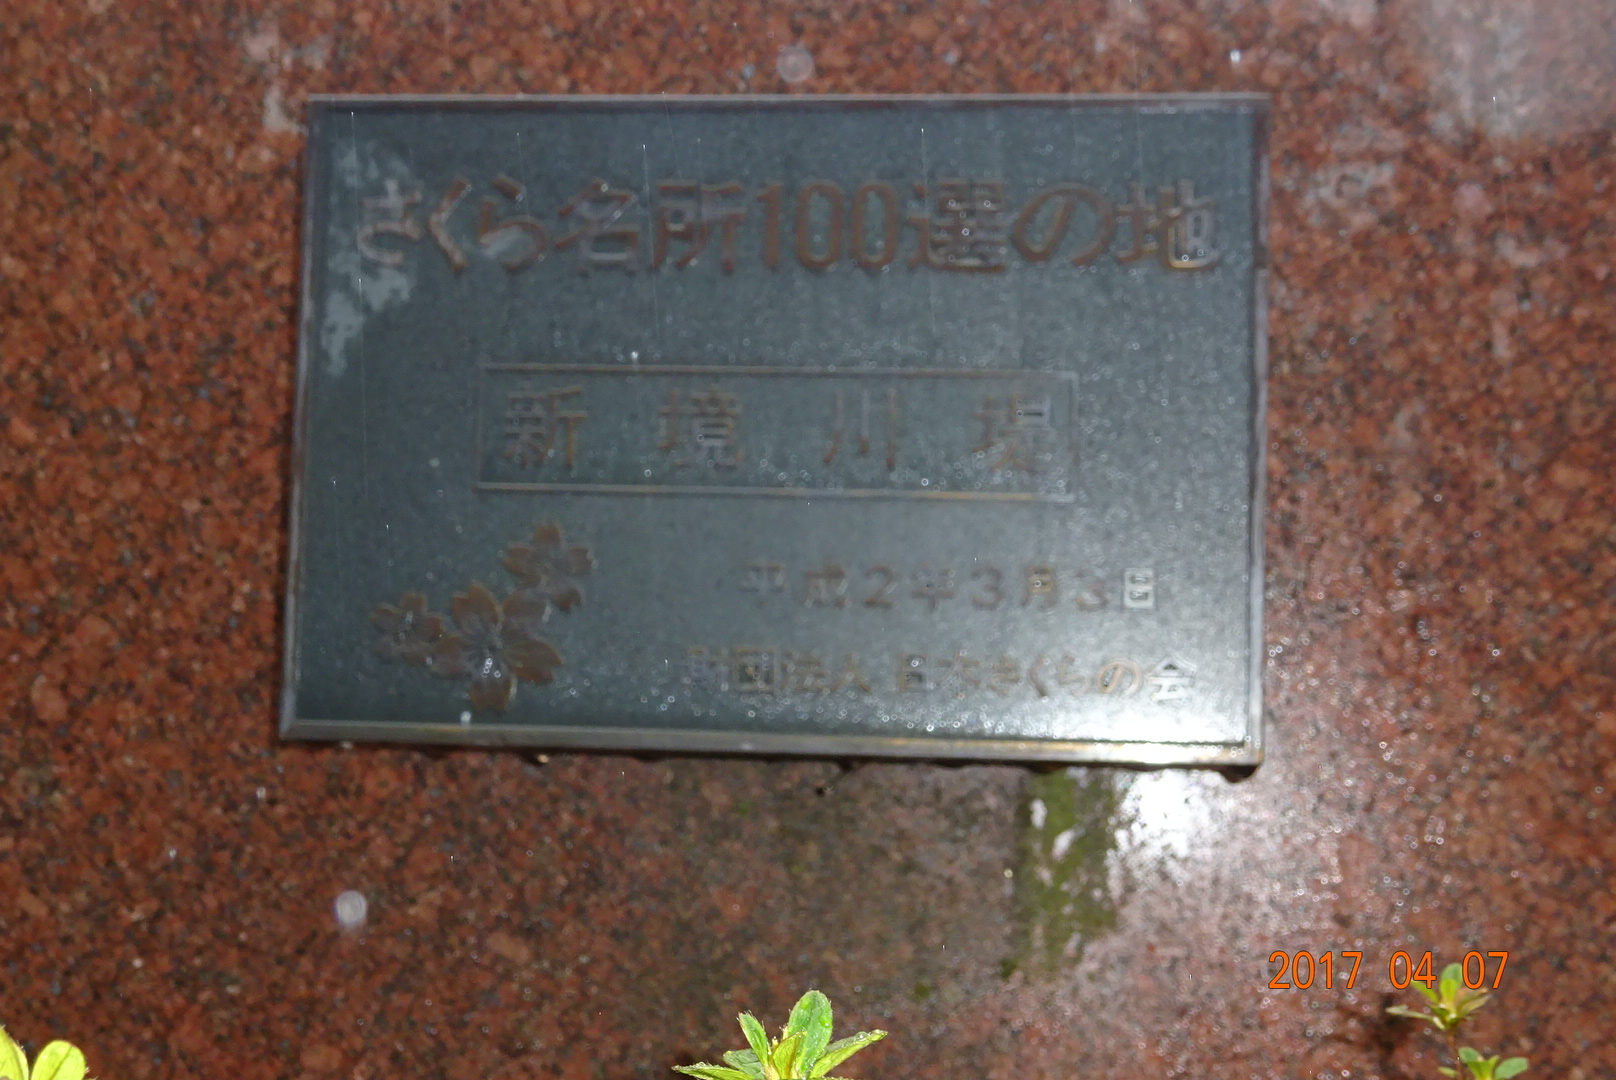 さくら名所100選の地
新境川堤
平成2年3月3日
財団法人 日本さくらの会
2017 04 07